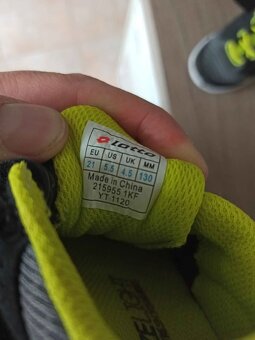 Lotto
EU US UK MM
21 5.5 4.5 130
Made in China
215955 1KF
YT 1120